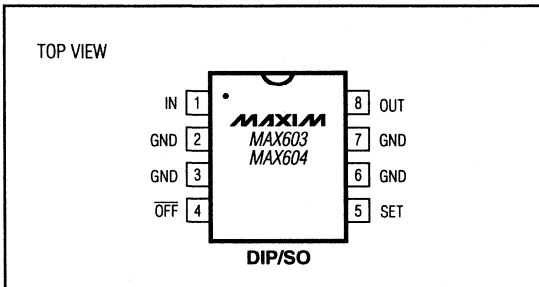 TOP VIEW
IN 1
GND 2
GND 3
OFF 4
MAXIM
MAX603
MAX604
8 OUT
7 GND
6 GND
5 SET
DIP/SO